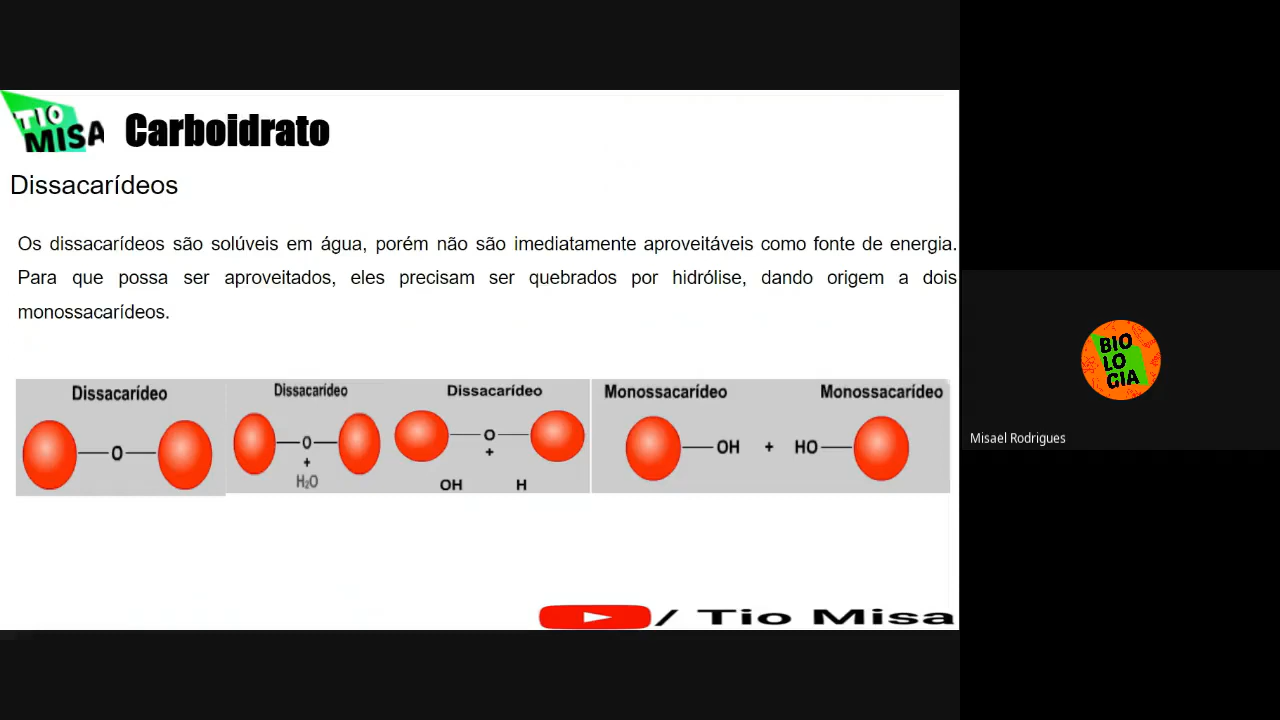 TIO
MISA
Carboidrato
Dissacarídeos
Os dissacarídeos são solúveis em água, porém não são imediatamente aproveitáveis como fonte de energia.
Para que possa ser aproveitados, eles precisam ser quebrados por hidrólise, dando origem a dois
monossacarídeos.
Dissacarídeo
O
Dissacarídeo
O
+
H₂O
Dissacarídeo
O
+
OH H
Monossacarídeo Monossacarídeo
OH + HO
/ Tio Misa
BIO
LO
GIA
Misael Rodrigues